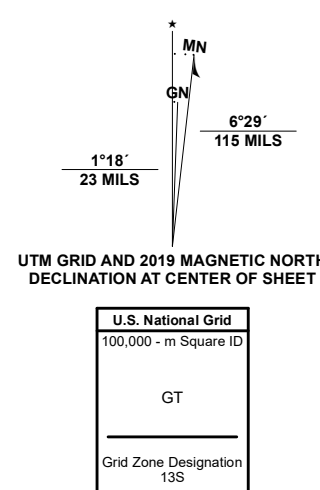 ★
MN
GN
6°29´
115 MILS
1°18´
23 MILS
UTM GRID AND 2019 MAGNETIC NORTH
DECLINATION AT CENTER OF SHEET
U.S. National Grid
100,000 - m Square ID
GT
Grid Zone Designation
13S